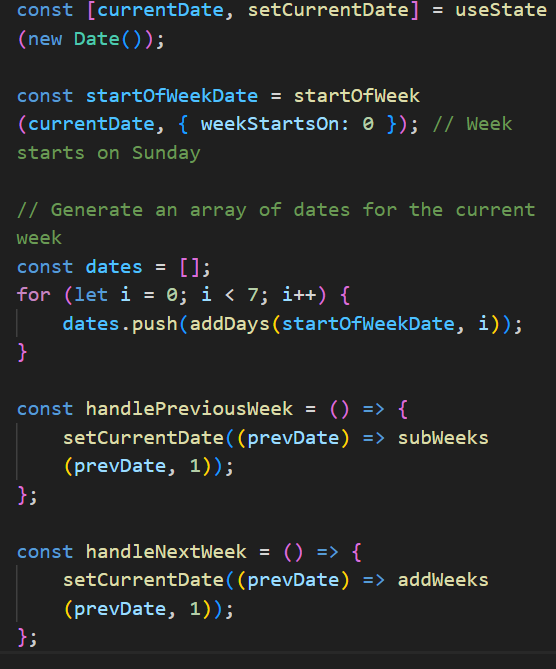 const [currentDate, setCurrentDate] = useState
(new Date());
const startOfWeekDate = startOfWeek
(currentDate, { weekStartsOn: 0 }); // Week
starts on Sunday
// Generate an array of dates for the current
week
const dates = [];
for (let i = 0; i < 7; i++) {
dates.push(addDays(startOfWeekDate, i));
}
const handlePreviousWeek = () => {
setCurrentDate((prevDate) => subWeeks
(prevDate, 1));
};
const handleNextWeek = () => {
setCurrentDate((prevDate) => addWeeks
(prevDate, 1));
};